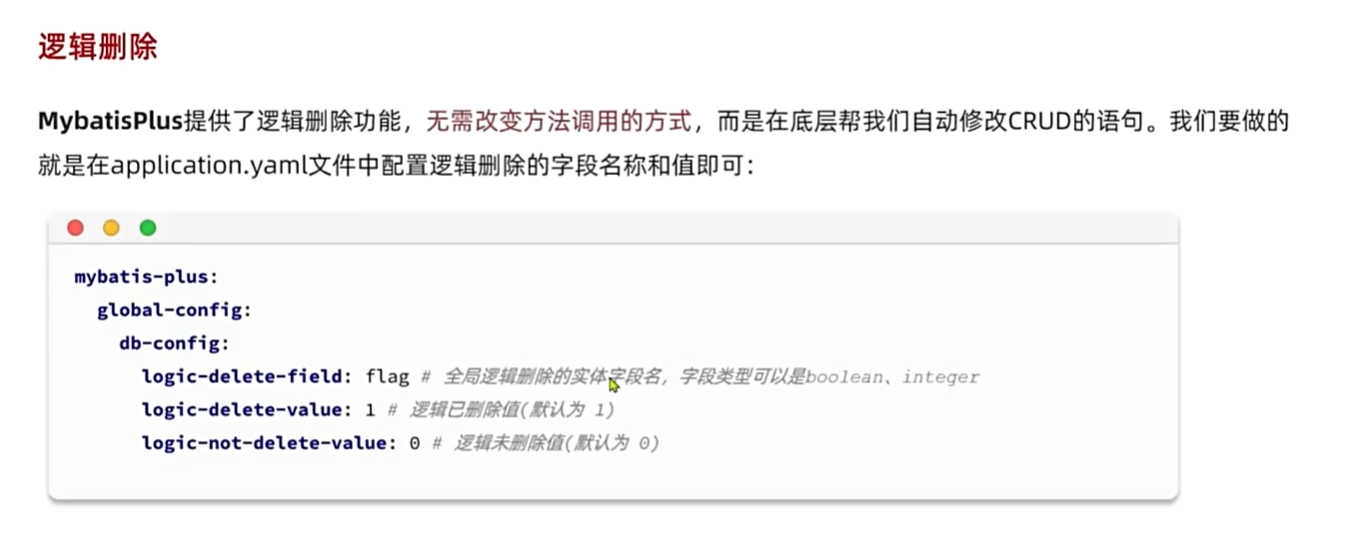 逻辑删除
MybatisPlus提供了逻辑删除功能，无需改变方法调用的方式，而是在底层帮我们自动修改CRUD的语句。我们要做的
就是在application.yaml文件中配置逻辑删除的字段名称和值即可：
mybatis-plus:
  global-config:
    db-config:
      logic-delete-field: flag # 全局逻辑删除的实体字段名，字段类型可以是boolean、integer
      logic-delete-value: 1 # 逻辑已删除值(默认为 1)
      logic-not-delete-value: 0 # 逻辑未删除值(默认为 0)